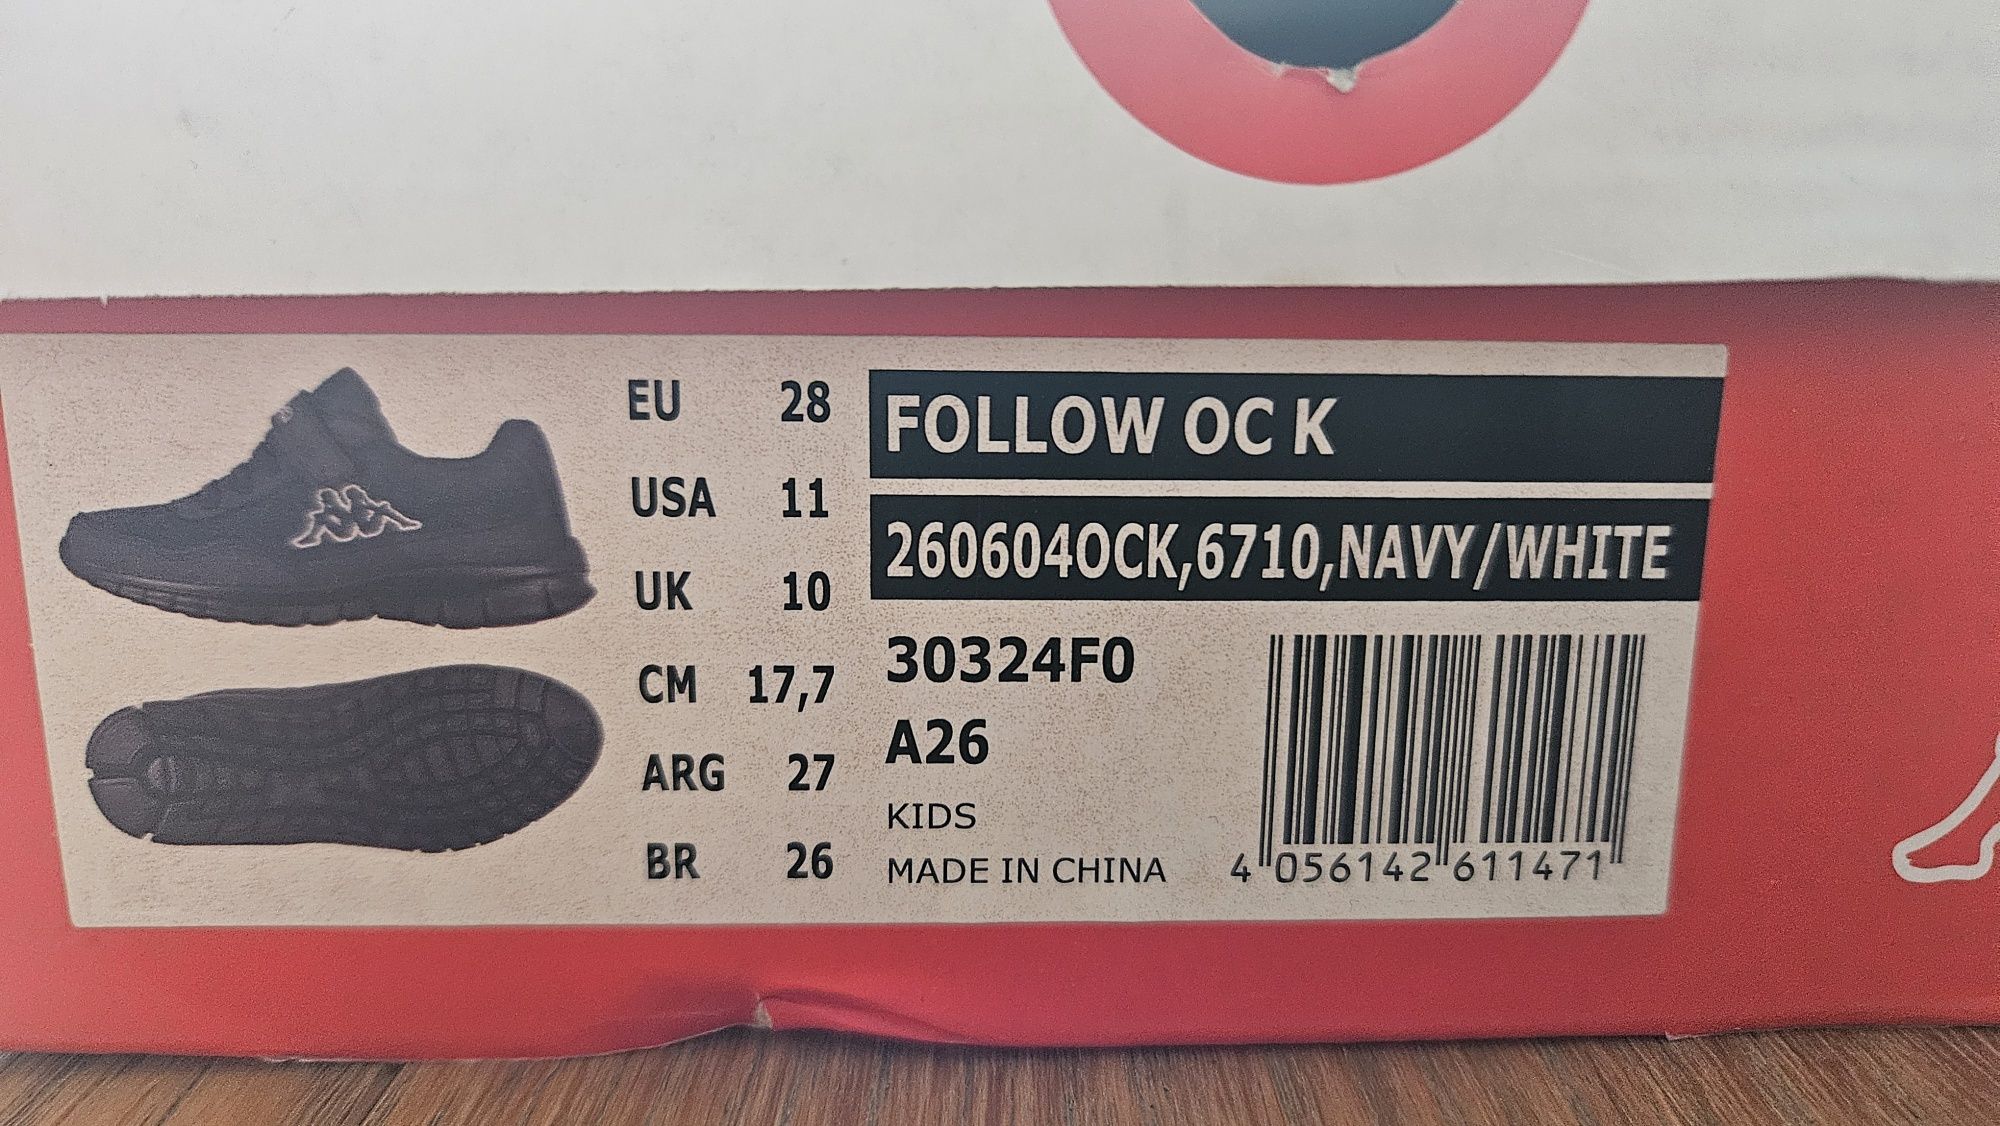 EU 28
USA 11
UK 10
CM 17,7
ARG 27
BR 26
FOLLOW OC K
260604OCK,6710,NAVY/WHITE
30324F0
A26
KIDS
MADE IN CHINA
4 056142 611471